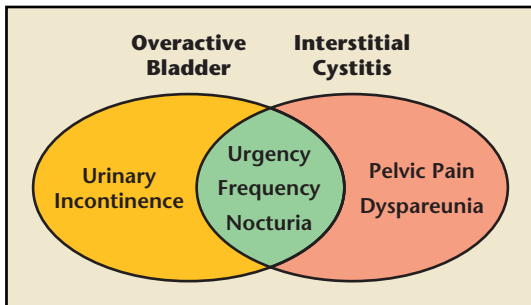 Overactive
Bladder
Interstitial
Cystitis
Urinary
Incontinence
Urgency
Frequency
Nocturia
Pelvic Pain
Dyspareunia